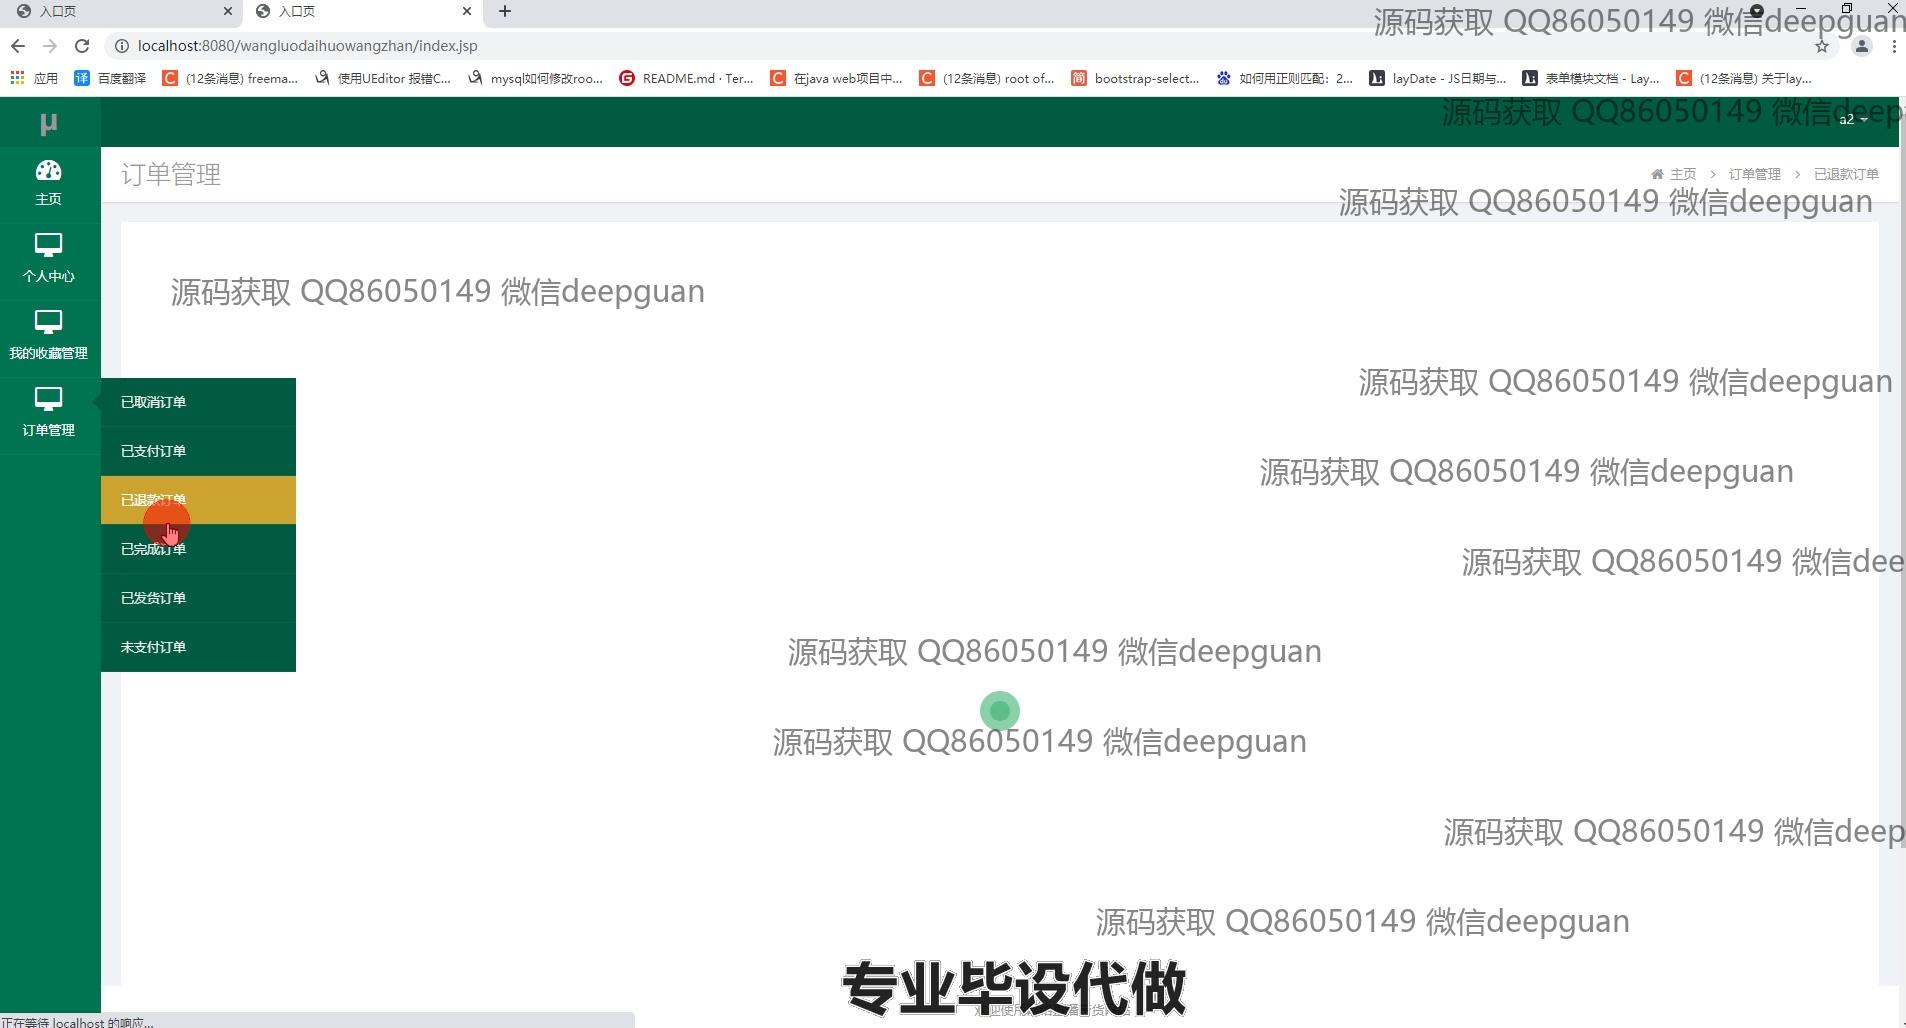 入口页
入口页
源码获取 QQ86050149 微信deepguan
localhost:8080/wangluodaihuowangzhan/index.jsp
应用
百度翻译
(12条消息) freema...
使用UEditor 报错C...
mysql如何修改roo...
README.md · Ter...
在java web项目中...
(12条消息) root of...
bootstrap-select...
如何用正则匹配：2...
layDate - JS日期与...
表单模块文档 - Lay...
(12条消息) 关于lay...
μ
源码获取 QQ86050149 微信deep
a2
主页
订单管理
主页 > 订单管理 > 已退款订单
源码获取 QQ86050149 微信deepguan
个人中心
源码获取 QQ86050149 微信deepguan
我的收藏管理
源码获取 QQ86050149 微信deepguan
订单管理
已取消订单
已支付订单
源码获取 QQ86050149 微信deepguan
已退款订单
已完成订单
源码获取 QQ86050149 微信dee
已发货订单
未支付订单
源码获取 QQ86050149 微信deepguan
源码获取 QQ86050149 微信deepguan
源码获取 QQ86050149 微信deep
源码获取 QQ86050149 微信deepguan
专业毕设代做
正在等待 localhost 的响应...